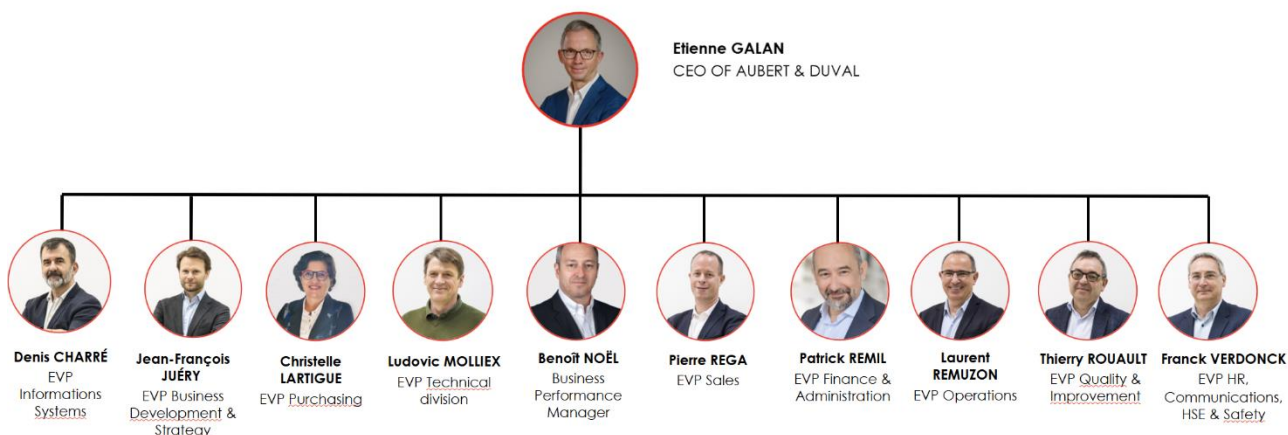 Etienne GALAN
CEO OF AUBERT & DUVAL
Denis CHARRÉ
EVP
Informations
Systems
Jean-François
JUÉRY
EVP Business
Development &
Strategy
Christelle
LARTIGUE
EVP Purchasing
Ludovic MOLLIEX
EVP Technical
division
Benoît NOËL
Business
Performance
Manager
Pierre REGA
EVP Sales
Patrick REMIL
EVP Finance &
Administration
Laurent
REMUZON
EVP Operations
Thierry ROUAULT
EVP Quality &
Improvement
Franck VERDONCK
EVP HR,
Communications,
HSE & Safety